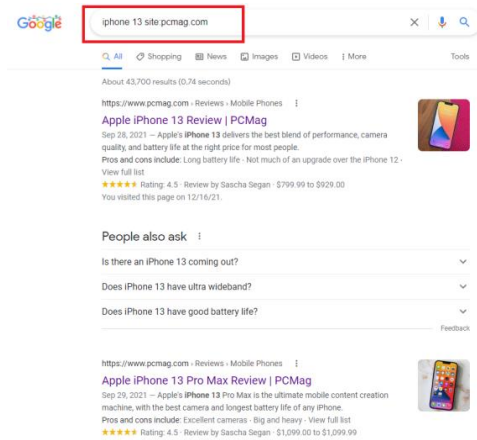 Google
iphone 13 site:pcmag.com
All Shopping News Images Videos More Tools
About 43,700 results (0.74 seconds)
https://www.pcmag.com › Reviews › Mobile Phones
Apple iPhone 13 Review | PCMag
Sep 28, 2021 — Apple's iPhone 13 delivers the best blend of performance, camera
quality, and battery life at the right price for most people.
Pros and cons include: Long battery life · Not much of an upgrade over the iPhone 12 ·
View full list
Rating: 4.5 · Review by Sascha Segan · $799.99 to $929.00
You visited this page on 12/16/21.
People also ask
Is there an iPhone 13 coming out?
Does iPhone 13 have ultra wideband?
Does iPhone 13 have good battery life?
Feedback
https://www.pcmag.com › Reviews › Mobile Phones
Apple iPhone 13 Pro Max Review | PCMag
Sep 29, 2021 — Apple's iPhone 13 Pro Max is the ultimate mobile content creation
machine, with the best camera and longest battery life of any iPhone.
Pros and cons include: Excellent cameras · Big and heavy · View full list
Rating: 4.5 · Review by Sascha Segan · $1,099.00 to $1,099.99